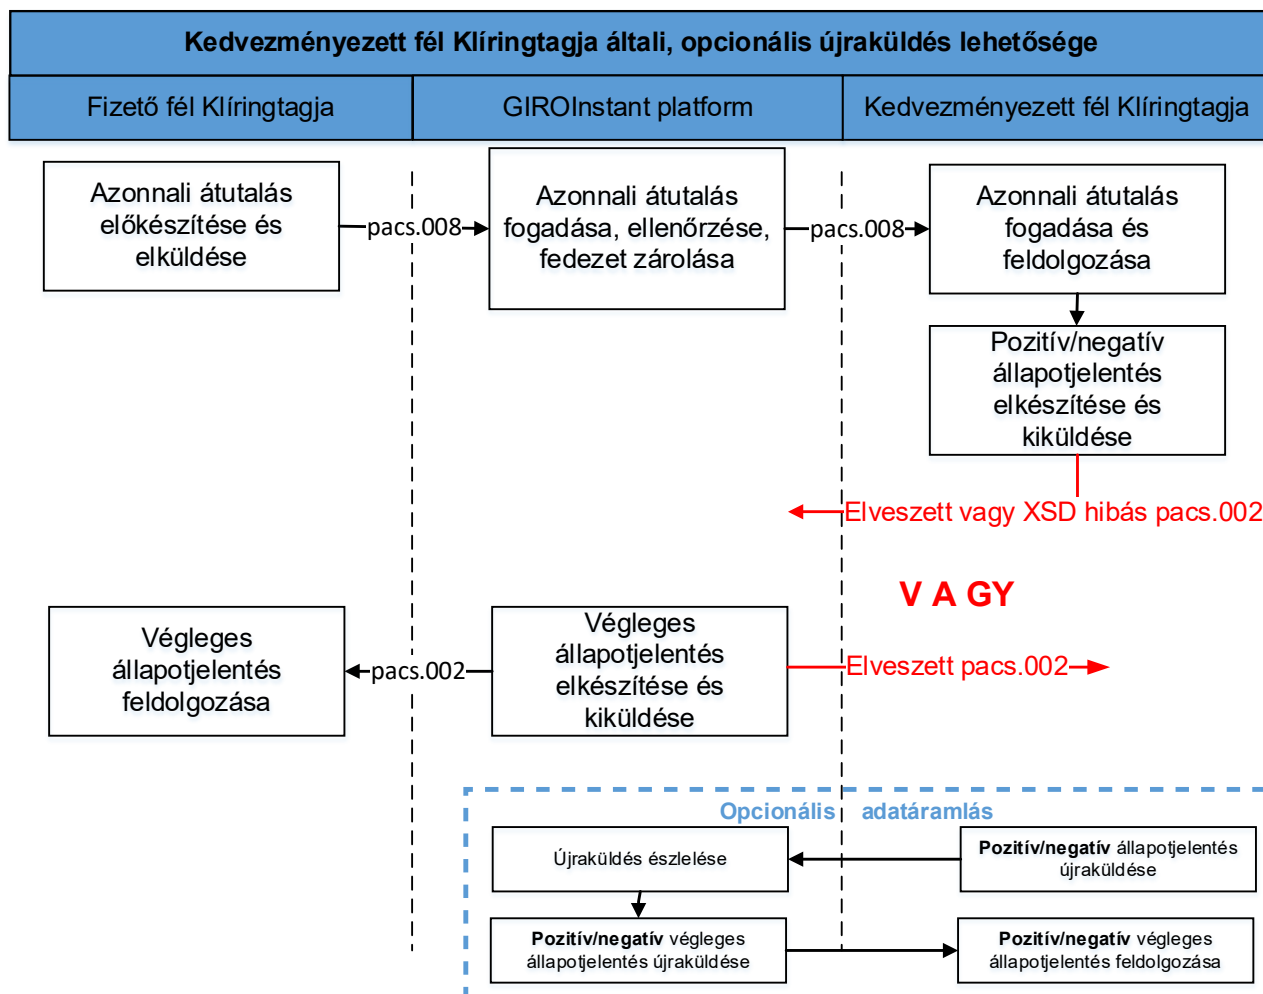 Kedvezményezett fél Klíringtagja általi, opcionális újraküldés lehetősége
Fizető fél Klíringtagja
GIROInstant platform
Kedvezményezett fél Klíringtagja
Azonnali átutalás
előkészítése és
elküldése
pacs.008
Azonnali átutalás
fogadása, ellenőrzése,
fedezet zárolása
pacs.008
Azonnali átutalás
fogadása és
feldolgozása
Pozitív/negatív
állapotjelentés
elkészítése és
kiküldése
Elveszett vagy XSD hibás pacs.002
V A GY
Végleges
állapotjelentés
feldolgozása
pacs.002
Végleges
állapotjelentés
elkészítése és
kiküldése
Elveszett pacs.002
Opcionális adatáramlás
Újraküldés észlelése
Pozitív/negatív állapotjelentés
újraküldése
Pozitív/negatív végleges
állapotjelentés újraküldése
Pozitív/negatív végleges
állapotjelentés feldolgozása